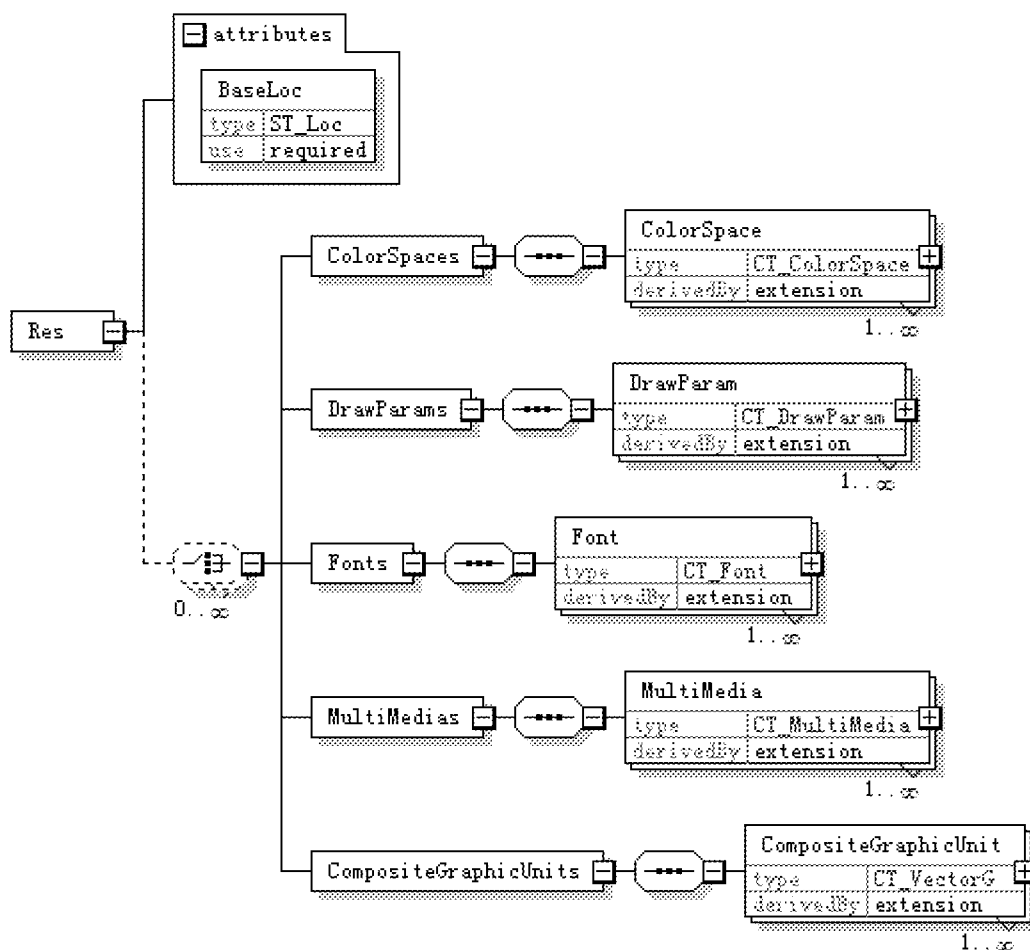 attributes
BaseLoc
type ST_Loc
use required
ColorSpaces
ColorSpace
type CT_ColorSpace
derivedBy extension
1..∞
Res
DrawParams
DrawParam
type CT_DrawParam
derivedBy extension
1..∞
0..∞
Fonts
Font
type CT_Font
derivedBy extension
1..∞
MultiMedias
MultiMedia
type CT_MultiMedia
derivedBy extension
1..∞
CompositeGraphicUnits
CompositeGraphicUnit
type CT_VectorG
derivedBy extension
1..∞